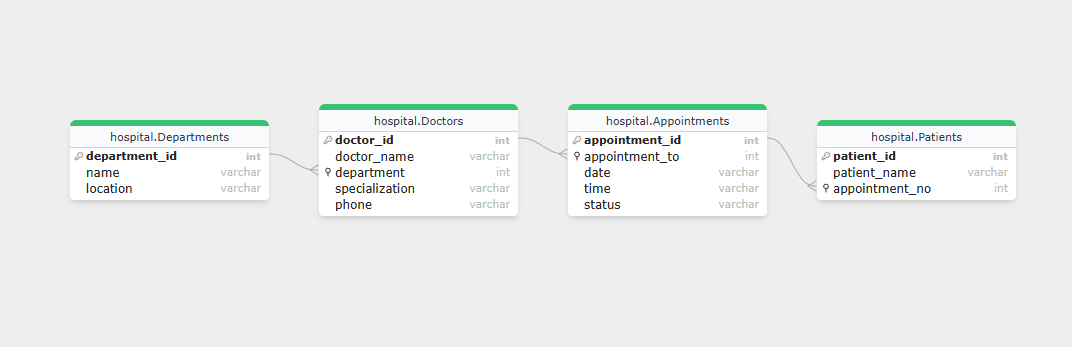 hospital.Departments
department_id int
name varchar
location varchar
hospital.Doctors
doctor_id int
doctor_name varchar
department int
specialization varchar
phone varchar
hospital.Appointments
appointment_id int
appointment_to int
date varchar
time varchar
status varchar
hospital.Patients
patient_id int
patient_name varchar
appointment_no int